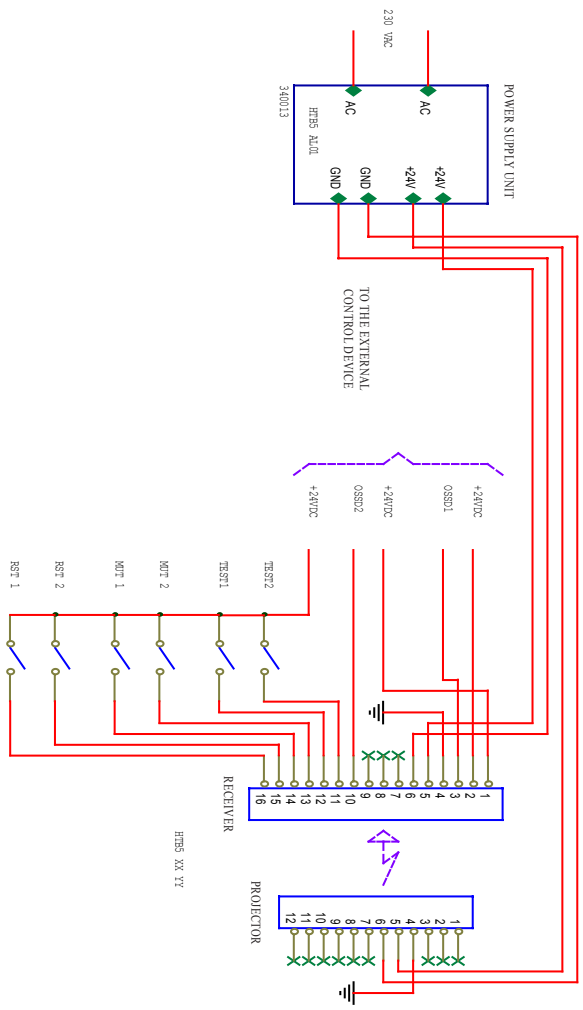 230 VAC
POWER SUPPLY UNIT
AC
AC
HTB5 AL01
340013
+24V
+24V
GND
GND
TO THE EXTERNAL
CONTROL DEVICE
+24VDC
OSSD1
+24VDC
OSSD2
+24VDC
TEST2
TEST1
MUT 2
MUT 1
RST 2
RST 1
1
2
3
4
5
6
7
8
9
10
11
12
13
14
15
16
RECEIVER
HTB5 XX YY
PROJECTOR
1
2
3
4
5
6
7
8
9
10
11
12